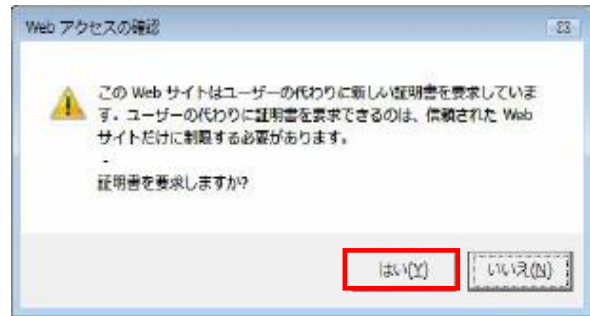 Web アクセスの確認
この Web サイトはユーザーの代わりに新しい証明書を要求していま
す。ユーザーの代わりに証明書を要求できるのは、信頼された Web
サイトだけに制限する必要があります。
-
証明書を要求しますか?
はい(Y)
いいえ(N)